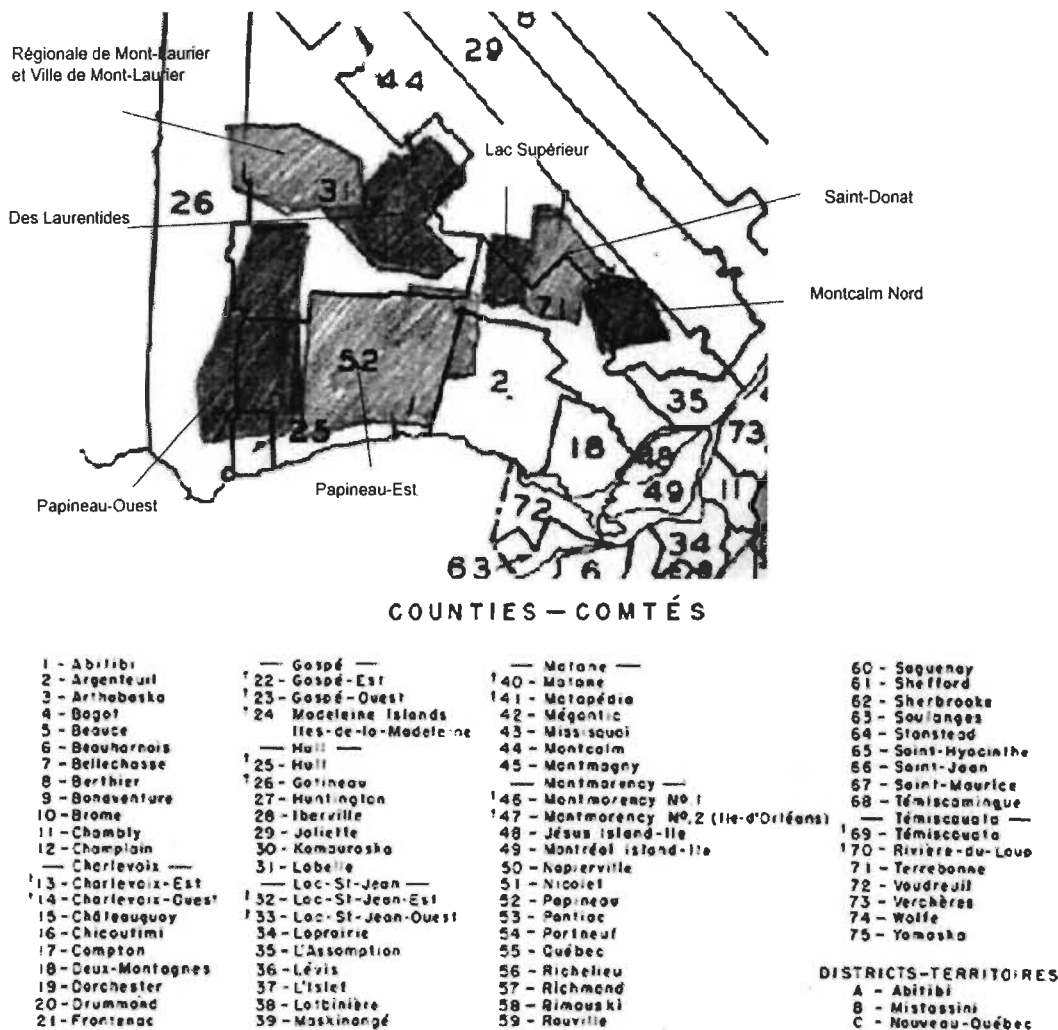 8
29
Régionale de Mont-Laurier
et Ville de Mont-Laurier
44
Lac Supérieur
31
Saint-Donat
26
Des Laurentides
71
Montcalm Nord
52
2
35
73
25
18
48
Papineau-Ouest
Papineau-Est
49
11
72
34
63
6
COUNTIES — COMTÉS
1 - Abitibi
2 - Argenteuil
3 - Arthabaska
4 - Bagot
5 - Beauce
6 - Beauharnois
7 - Bellechasse
8 - Berthier
9 - Bonaventure
10 - Brome
11 - Chambly
12 - Champlain
— Charlevoix —
†13 - Charlevoix-Est
†14 - Charlevoix-Ouest
15 - Châteauguay
16 - Chicoutimi
17 - Compton
18 - Deux-Montagnes
19 - Dorchester
20 - Drummond
21 - Frontenac
— Gaspé —
†22 - Gaspé-Est
†23 - Gaspé-Ouest
†24 Madeleine Islands
Iles-de-la-Madeleine
— Hull —
†25 - Hull
†26 - Gatineau
27 - Huntington
28 - Iberville
29 - Joliette
30 - Kamouraska
31 - Labelle
— Lac-St-Jean —
†32 - Lac-St-Jean-Est
†33 - Lac-St-Jean-Ouest
34 - Laprairie
35 - L'Assomption
36 - Lévis
37 - L'Islet
38 - Lotbinière
39 - Maskinongé
— Matane —
†40 - Matane
†41 - Matapédia
42 - Mégantic
43 - Missisquoi
44 - Montcalm
45 - Montmagny
— Montmorency —
†46 - Montmorency Nº.1
†47 - Montmorency Nº.2 (Ile-d'Orléans)
48 - Jésus Island-Ile
49 - Montréal Island-Ile
50 - Napierville
51 - Nicolet
52 - Papineau
53 - Pontiac
54 - Portneuf
55 - Québec
56 - Richelieu
57 - Richmond
58 - Rimouski
59 - Rouville
60 - Saguenay
61 - Shefford
62 - Sherbrooke
63 - Soulanges
64 - Stanstead
65 - Saint-Hyacinthe
66 - Saint-Jean
67 - Saint-Maurice
68 - Témiscamingue
— Témiscouata —
†69 - Témiscouata
†70 - Rivière-du-Loup
71 - Terrebonne
72 - Vaudreuil
73 - Verchères
74 - Wolfe
75 - Yamaska
DISTRICTS-TERRITOIRES
A - Abitibi
B - Mistassini
C - Nouveau-Québec